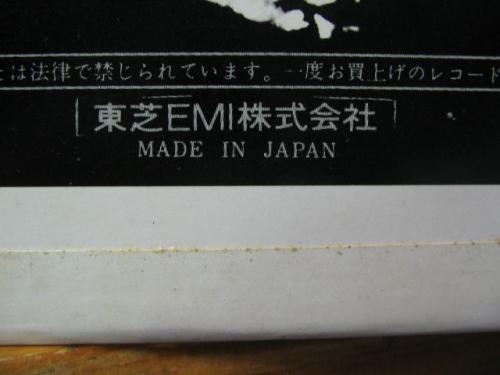 とは法律で禁じられています。一度お買上げのレコード
東芝EMI株式会社
MADE IN JAPAN